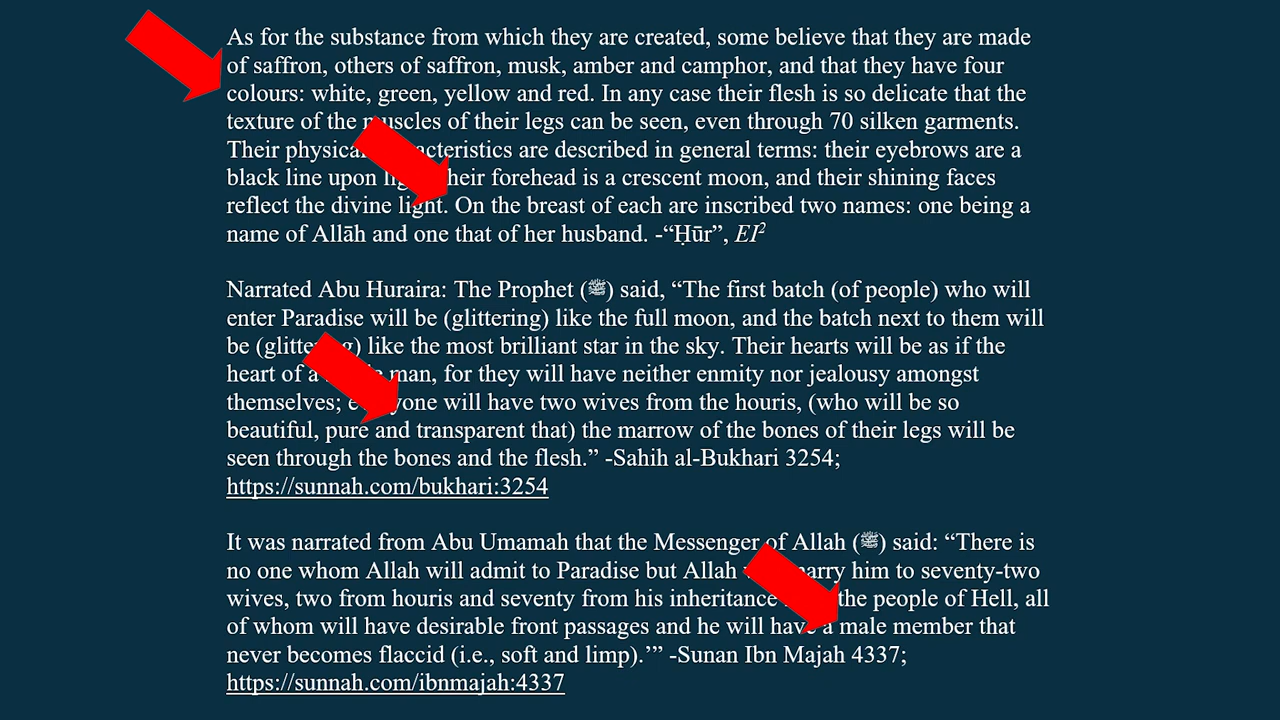 As for the substance from which they are created, some believe that they are made
of saffron, others of saffron, musk, amber and camphor, and that they have four
colours: white, green, yellow and red. In any case their flesh is so delicate that the
texture of the muscles of their legs can be seen, even through 70 silken garments.
Their physical characteristics are described in general terms: their eyebrows are a
black line upon their forehead is a crescent moon, and their shining faces
reflect the divine light. On the breast of each are inscribed two names: one being a
name of Allāh and one that of her husband. -“Ḥūr”, EI²
Narrated Abu Huraira: The Prophet (ﷺ) said, “The first batch (of people) who will
enter Paradise will be (glittering) like the full moon, and the batch next to them will
be (glittering) like the most brilliant star in the sky. Their hearts will be as if the
heart of a man, for they will have neither enmity nor jealousy amongst
themselves; everyone will have two wives from the houris, (who will be so
beautiful, pure and transparent that) the marrow of the bones of their legs will be
seen through the bones and the flesh.” -Sahih al-Bukhari 3254;
https://sunnah.com/bukhari:3254
It was narrated from Abu Umamah that the Messenger of Allah (ﷺ) said: “There is
no one whom Allah will admit to Paradise but Allah marry him to seventy-two
wives, two from houris and seventy from his inheritance the people of Hell, all
of whom will have desirable front passages and he will have a male member that
never becomes flaccid (i.e., soft and limp).’” -Sunan Ibn Majah 4337;
https://sunnah.com/ibnmajah:4337